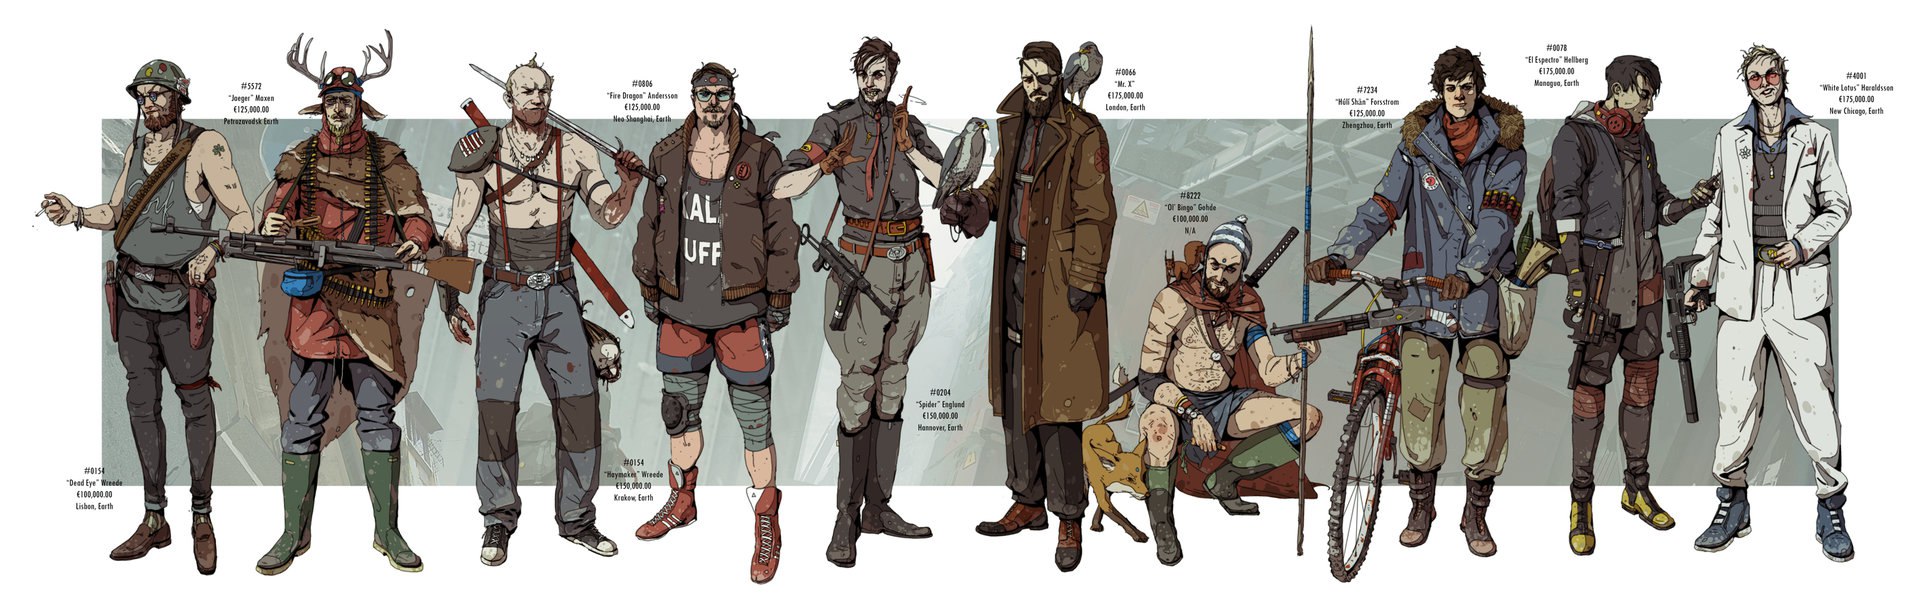 #0154
"Dead Eye" Wreede
€100,000.00
Lisbon, Earth
#5572
"Jaeger" Maxen
€125,000.00
Petrozavodsk Earth
#0154
"Haymaker" Wreede
€150,000.00
Krakow, Earth
#0806
"Fire Dragon" Andersson
€125,000.00
Neo Shanghai, Earth
KALI
UFF
#0204
"Spider" Englund
€150,000.00
Hannover, Earth
#0066
"Mr. X"
€175,000.00
London, Earth
#8222
"Ol' Bingo" Gahde
€100,000.00
N/A
#7234
"Húlí Shān" Forsstrom
€125,000.00
Zhengzhou, Earth
#0078
"El Espectro" Hellberg
€175,000.00
Managua, Earth
#4001
"White Lotus" Haraldsson
€175,000.00
New Chicago, Earth